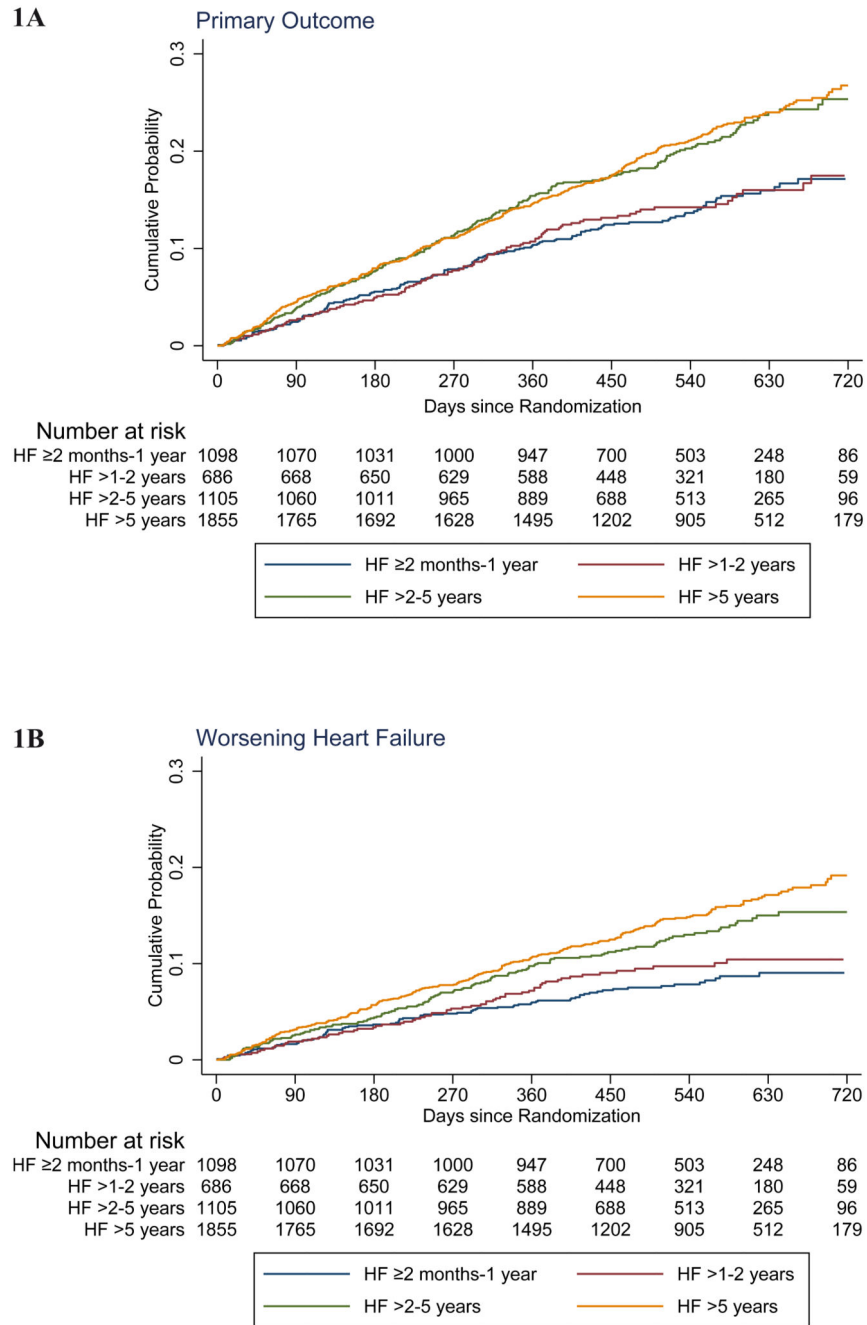 1A
Primary Outcome
0.3
0.2
0.1
0
Cumulative Probability
0 90 180 270 360 450 540 630 720
Days since Randomization
Number at risk
HF ≥2 months-1 year 1098 1070 1031 1000 947 700 503 248 86
HF >1-2 years 686 668 650 629 588 448 321 180 59
HF >2-5 years 1105 1060 1011 965 889 688 513 265 96
HF >5 years 1855 1765 1692 1628 1495 1202 905 512 179
HF ≥2 months-1 year HF >1-2 years
HF >2-5 years HF >5 years
1B
Worsening Heart Failure
0.3
0.2
0.1
0
Cumulative Probability
0 90 180 270 360 450 540 630 720
Days since Randomization
Number at risk
HF ≥2 months-1 year 1098 1070 1031 1000 947 700 503 248 86
HF >1-2 years 686 668 650 629 588 448 321 180 59
HF >2-5 years 1105 1060 1011 965 889 688 513 265 96
HF >5 years 1855 1765 1692 1628 1495 1202 905 512 179
HF ≥2 months-1 year HF >1-2 years
HF >2-5 years HF >5 years